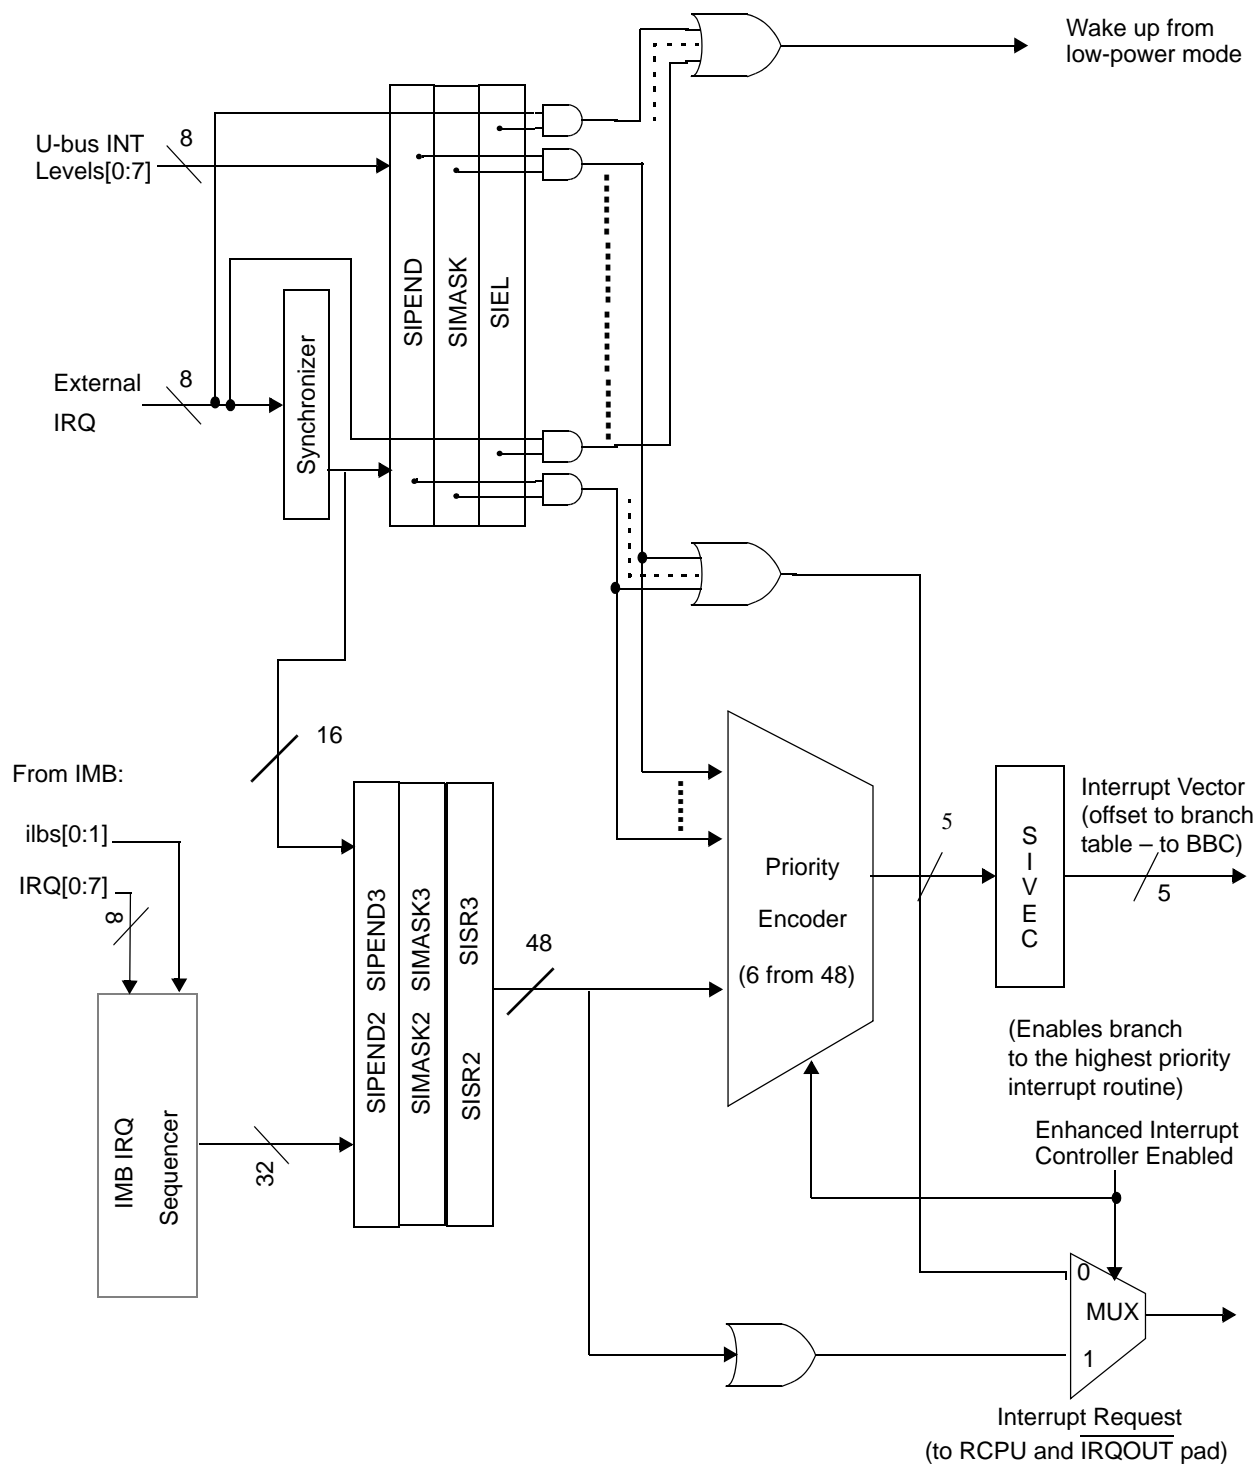 Wake up from
low-power mode
U-bus INT
Levels[0:7]
8
SIPEND
SIMASK
SIEL
External
IRQ
8
Synchronizer
16
From IMB:
ilbs[0:1]
IRQ[0:7]
8
IMB IRQ
Sequencer
32
SIPEND2 SIPEND3
SIMASK2 SIMASK3
SISR2 SISR3
48
Priority
Encoder
(6 from 48)
5
SIVEC
Interrupt Vector
(offset to branch
table – to BBC)
5
(Enables branch
to the highest priority
interrupt routine)
Enhanced Interrupt
Controller Enabled
0
MUX
1
Interrupt Request
(to RCPU and IRQOUT pad)